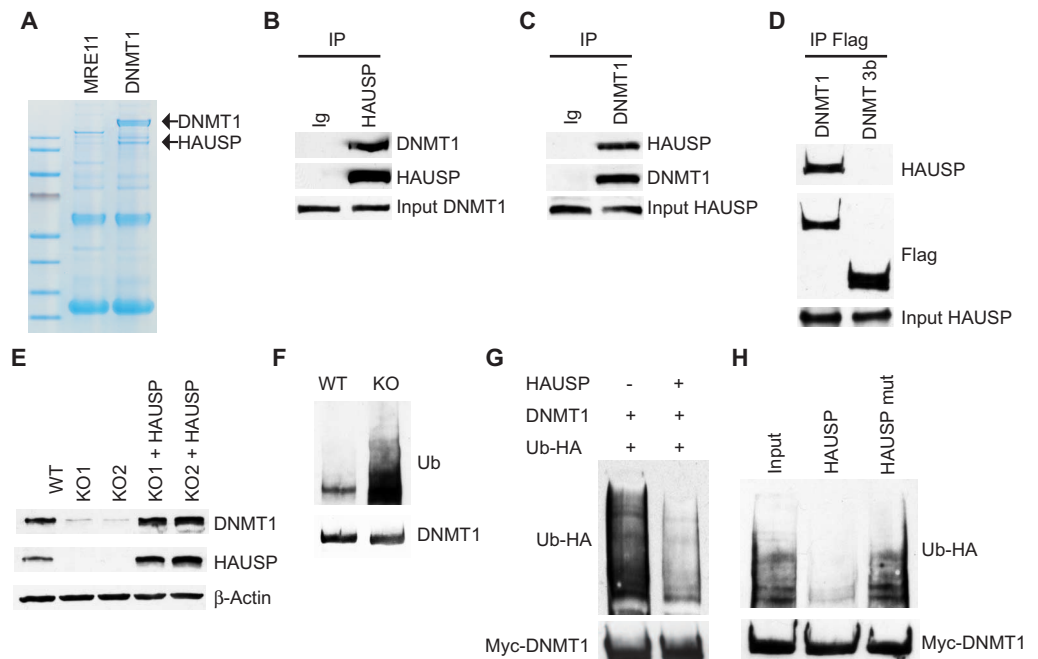 A
MRE11
DNMT1
DNMT1
HAUSP
B
IP
Ig
HAUSP
DNMT1
HAUSP
Input DNMT1
C
IP
Ig
DNMT1
HAUSP
DNMT1
Input HAUSP
D
IP Flag
DNMT1
DNMT 3b
HAUSP
Flag
Input HAUSP
E
WT
KO1
KO2
KO1 + HAUSP
KO2 + HAUSP
DNMT1
HAUSP
β-Actin
F
WT KO
Ub
DNMT1
G
HAUSP - +
DNMT1 + +
Ub-HA + +
Ub-HA
Myc-DNMT1
H
Input
HAUSP
HAUSP mut
Ub-HA
Myc-DNMT1